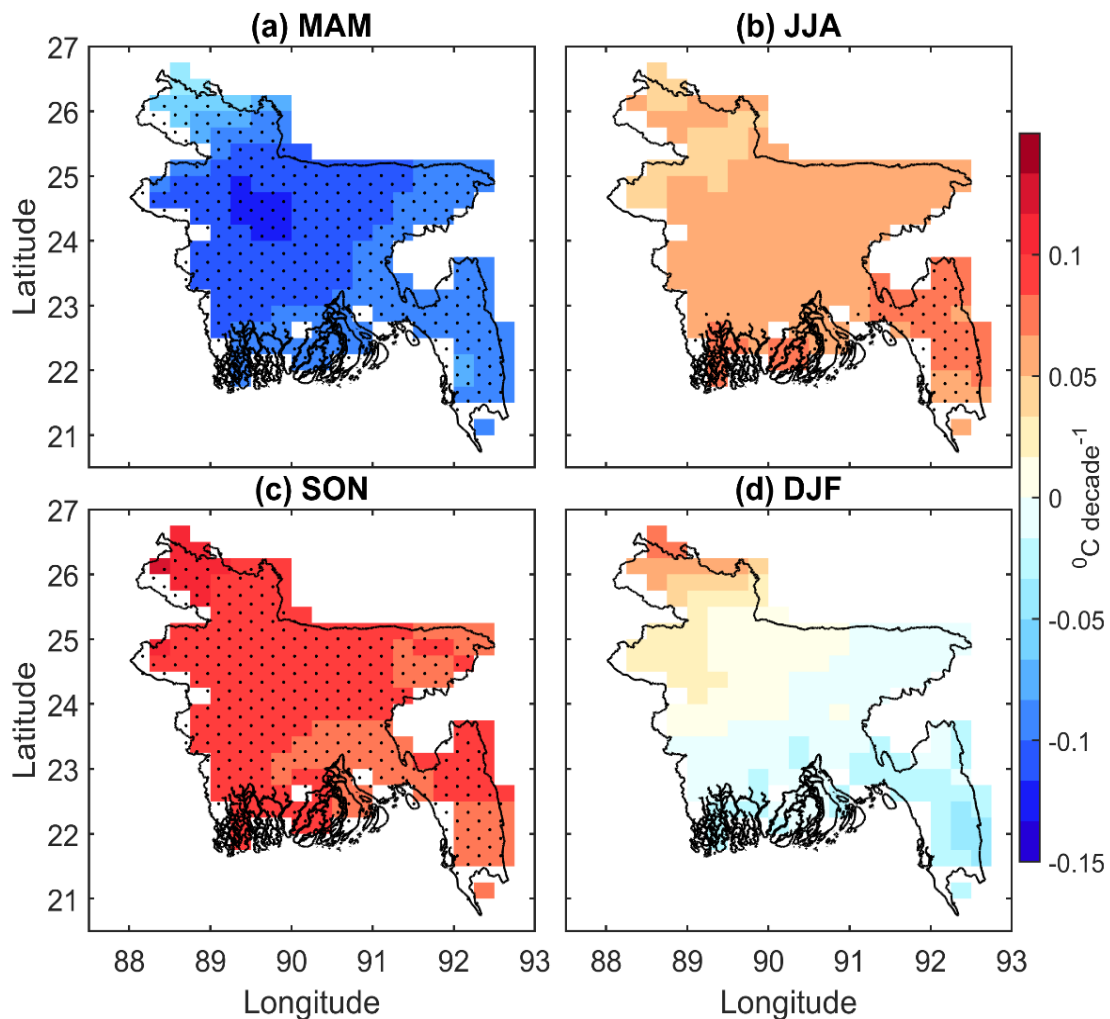 (a) MAM
(b) JJA
27
26
25
24
23
22
21
Latitude
0.1
0.05
0
-0.05
-0.1
-0.15
⁰C decade⁻¹
(c) SON
(d) DJF
27
26
25
24
23
22
21
Latitude
88 89 90 91 92 93
88 89 90 91 92 93
Longitude
Longitude